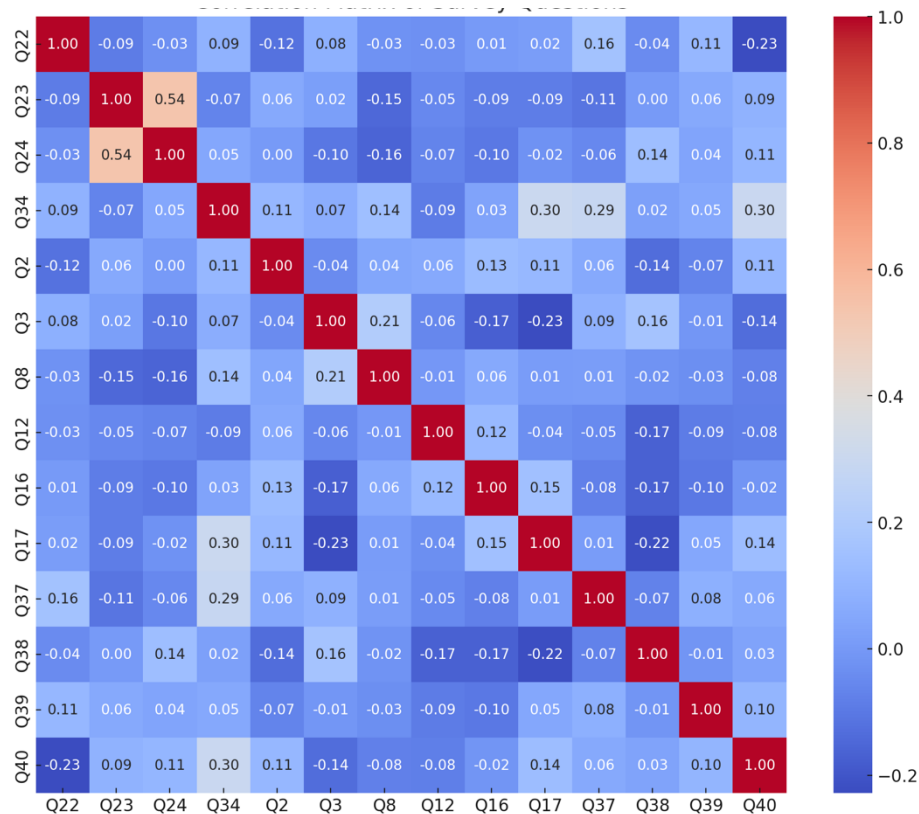 Correlation Matrix of Survey Questions
Q22 1.00 -0.09 -0.03 0.09 -0.12 0.08 -0.03 -0.03 0.01 0.02 0.16 -0.04 0.11 -0.23
Q23 -0.09 1.00 0.54 -0.07 0.06 0.02 -0.15 -0.05 -0.09 -0.09 -0.11 0.00 0.06 0.09
Q24 -0.03 0.54 1.00 0.05 0.00 -0.10 -0.16 -0.07 -0.10 -0.02 -0.06 0.14 0.04 0.11
Q34 0.09 -0.07 0.05 1.00 0.11 0.07 0.14 -0.09 0.03 0.30 0.29 0.02 0.05 0.30
Q2 -0.12 0.06 0.00 0.11 1.00 -0.04 0.04 0.06 0.13 0.11 0.06 -0.14 -0.07 0.11
Q3 0.08 0.02 -0.10 0.07 -0.04 1.00 0.21 -0.06 -0.17 -0.23 0.09 0.16 -0.01 -0.14
Q8 -0.03 -0.15 -0.16 0.14 0.04 0.21 1.00 -0.01 0.06 0.01 0.01 -0.02 -0.03 -0.08
Q12 -0.03 -0.05 -0.07 -0.09 0.06 -0.06 -0.01 1.00 0.12 -0.04 -0.05 -0.17 -0.09 -0.08
Q16 0.01 -0.09 -0.10 0.03 0.13 -0.17 0.06 0.12 1.00 0.15 -0.08 -0.17 -0.10 -0.02
Q17 0.02 -0.09 -0.02 0.30 0.11 -0.23 0.01 -0.04 0.15 1.00 0.01 -0.22 0.05 0.14
Q37 0.16 -0.11 -0.06 0.29 0.06 0.09 0.01 -0.05 -0.08 0.01 1.00 -0.07 0.08 0.06
Q38 -0.04 0.00 0.14 0.02 -0.14 0.16 -0.02 -0.17 -0.17 -0.22 -0.07 1.00 -0.01 0.03
Q39 0.11 0.06 0.04 0.05 -0.07 -0.01 -0.03 -0.09 -0.10 0.05 0.08 -0.01 1.00 0.10
Q40 -0.23 0.09 0.11 0.30 0.11 -0.14 -0.08 -0.08 -0.02 0.14 0.06 0.03 0.10 1.00
Q22 Q23 Q24 Q34 Q2 Q3 Q8 Q12 Q16 Q17 Q37 Q38 Q39 Q40
1.0
0.8
0.6
0.4
0.2
0.0
−0.2